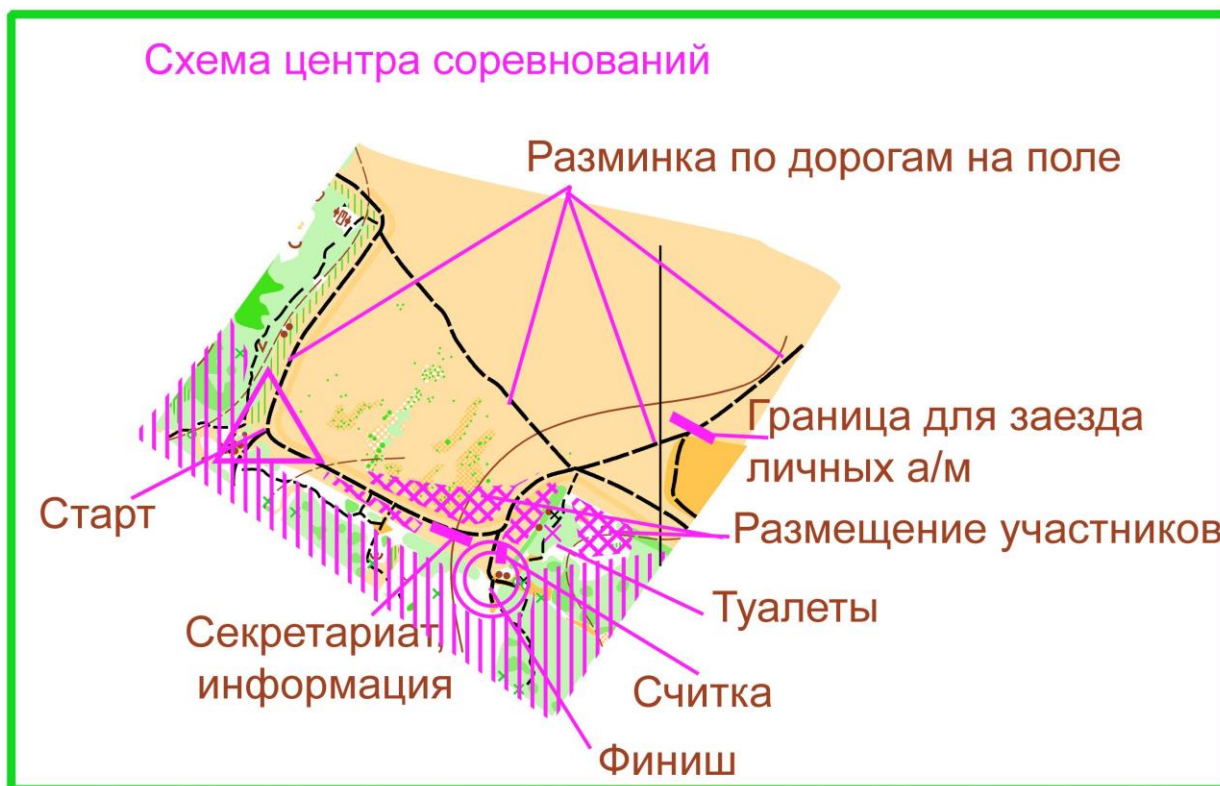 Схема центра соревнований
Разминка по дорогам на поле
Граница для заезда
личных а/м
Старт
Размещение участников
Туалеты
Секретариат,
информация
Считка
Финиш